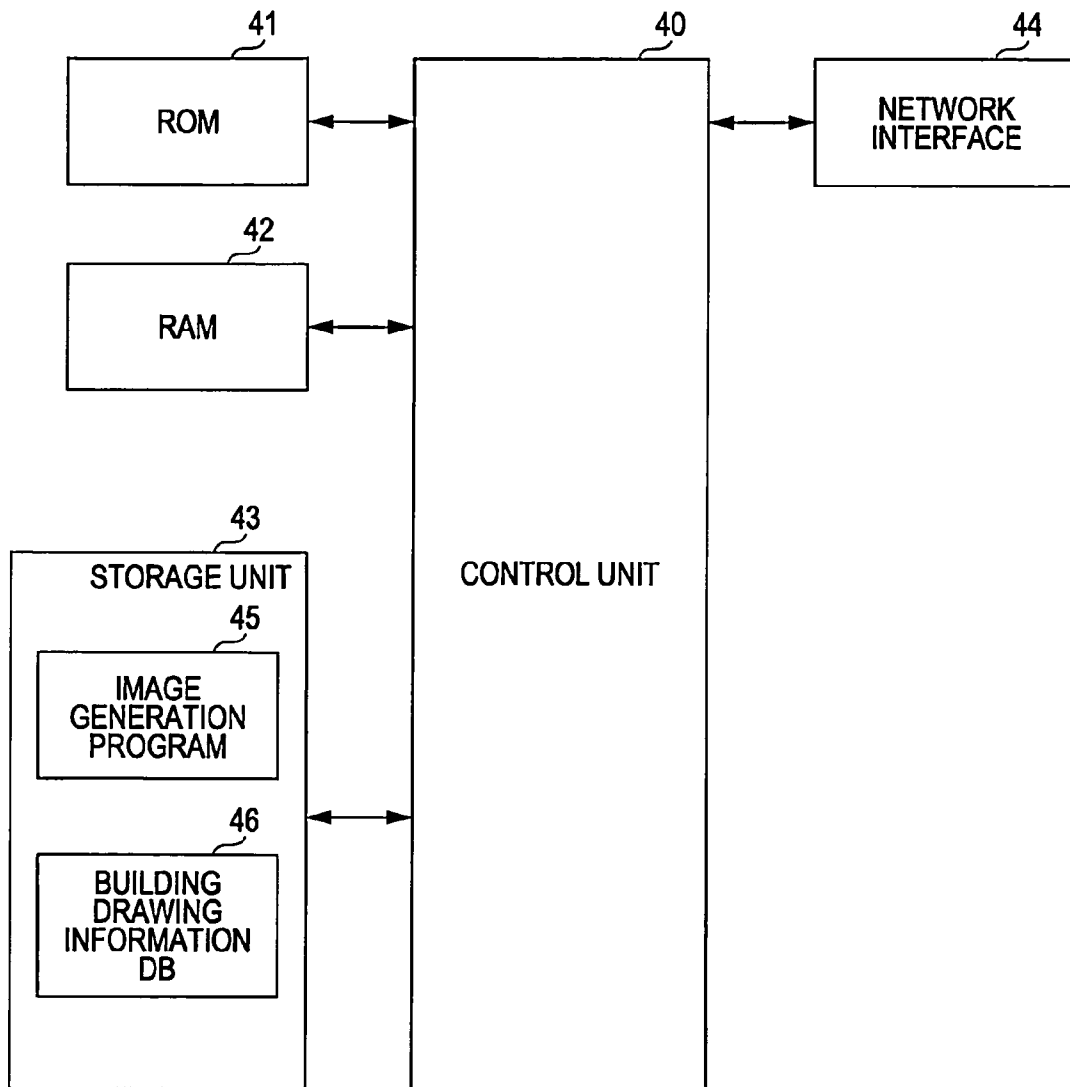 41
ROM
40
44
NETWORK
INTERFACE
42
RAM
43
STORAGE UNIT
CONTROL UNIT
45
IMAGE
GENERATION
PROGRAM
46
BUILDING
DRAWING
INFORMATION
DB